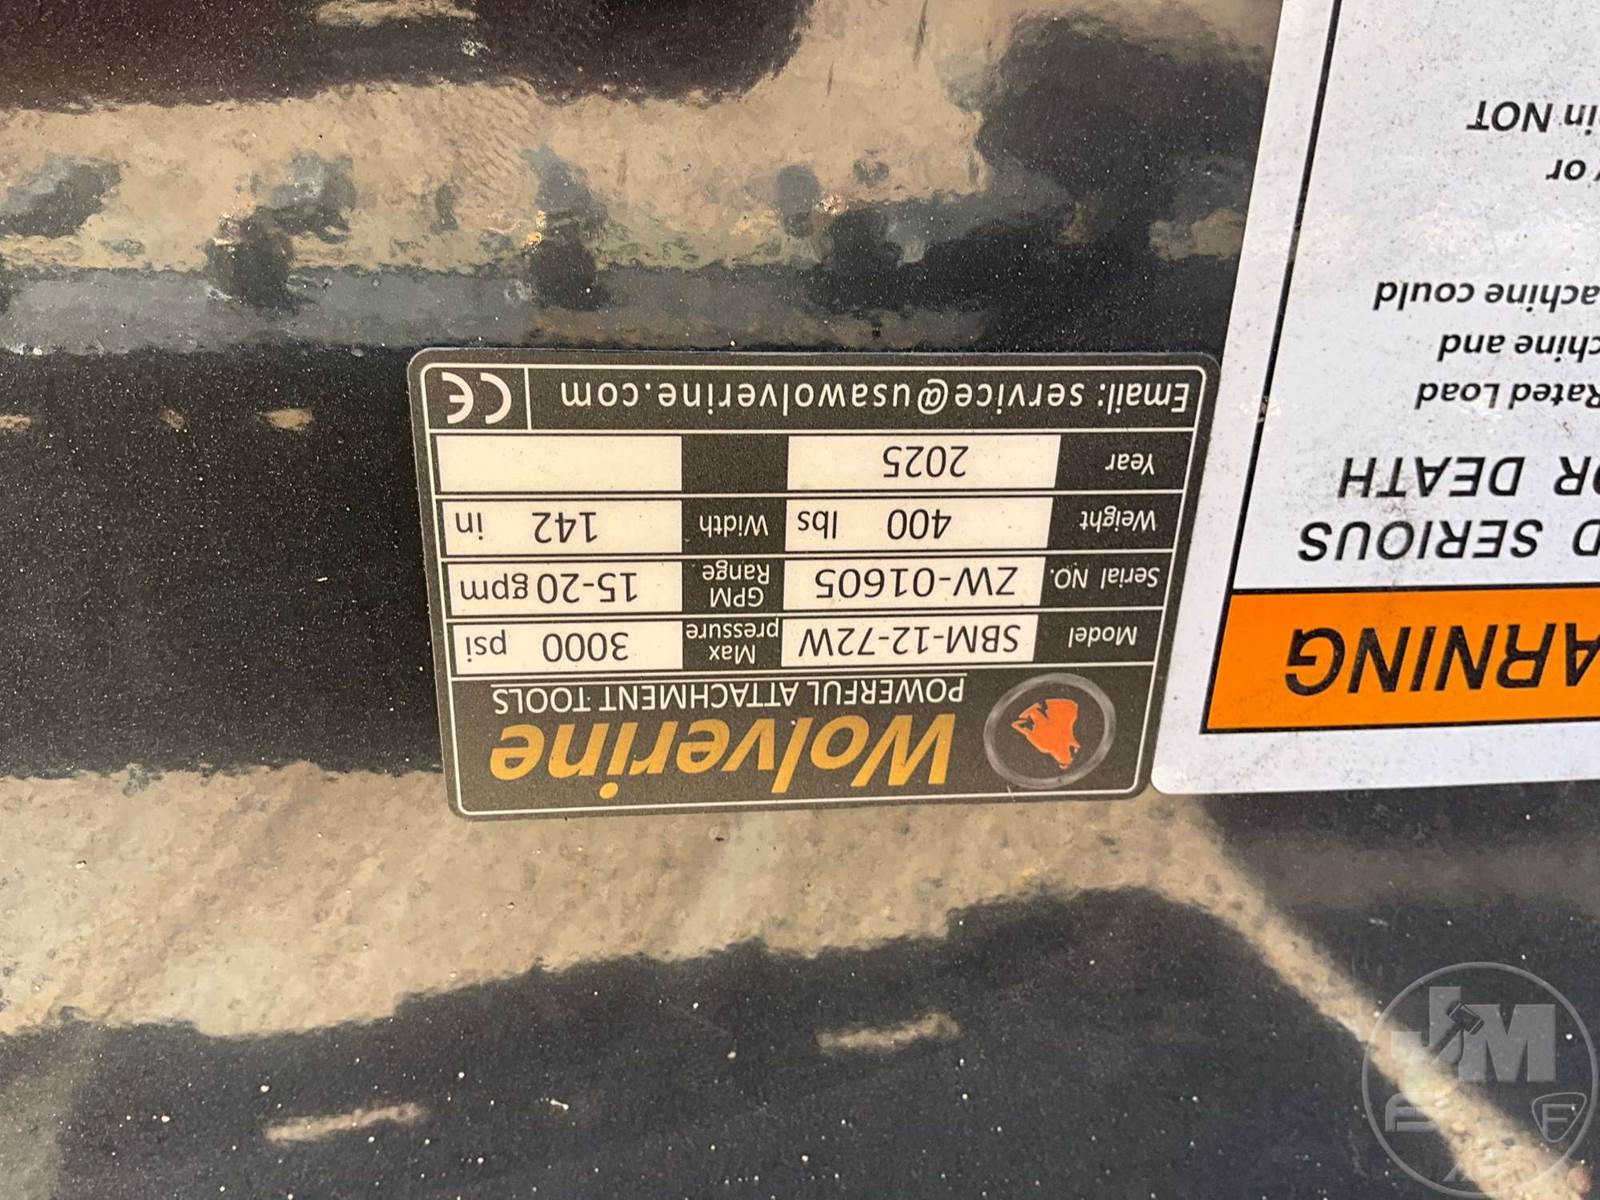 Wolverine
POWERFUL ATTACHMENT TOOLS
Model SBM-12-72W Max pressure 3000 psi
Serial NO. ZW-01605 GPM Range 15-20 gpm
Weight 400 lbs Width 142 in
Year 2025
Email: service@usawolverine.com CE
ARNING
D SERIOUS
OR DEATH
Rated Load
chine and
achine could
or
in NOT
JM
F